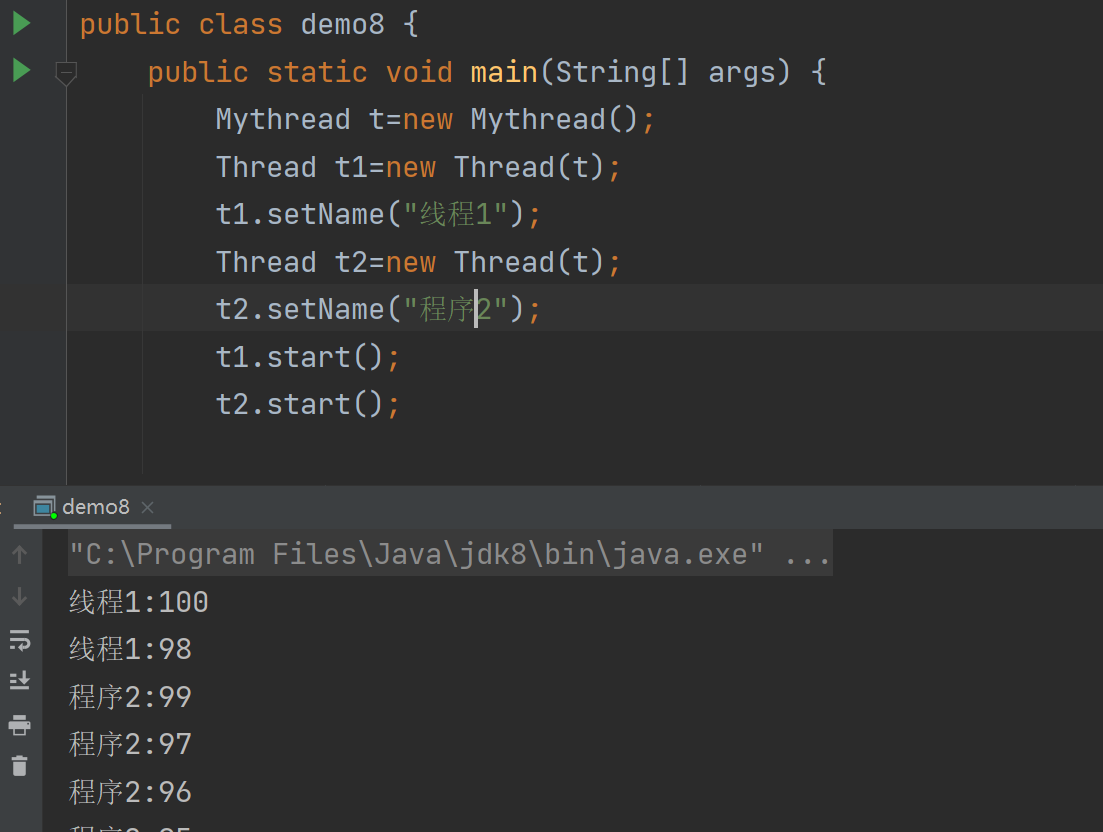 public class demo8 {
public static void main(String[] args) {
Mythread t=new Mythread();
Thread t1=new Thread(t);
t1.setName("线程1");
Thread t2=new Thread(t);
t2.setName("程序2");
t1.start();
t2.start();
demo8
"C:\Program Files\Java\jdk8\bin\java.exe" ...
线程1:100
线程1:98
程序2:99
程序2:97
程序2:96